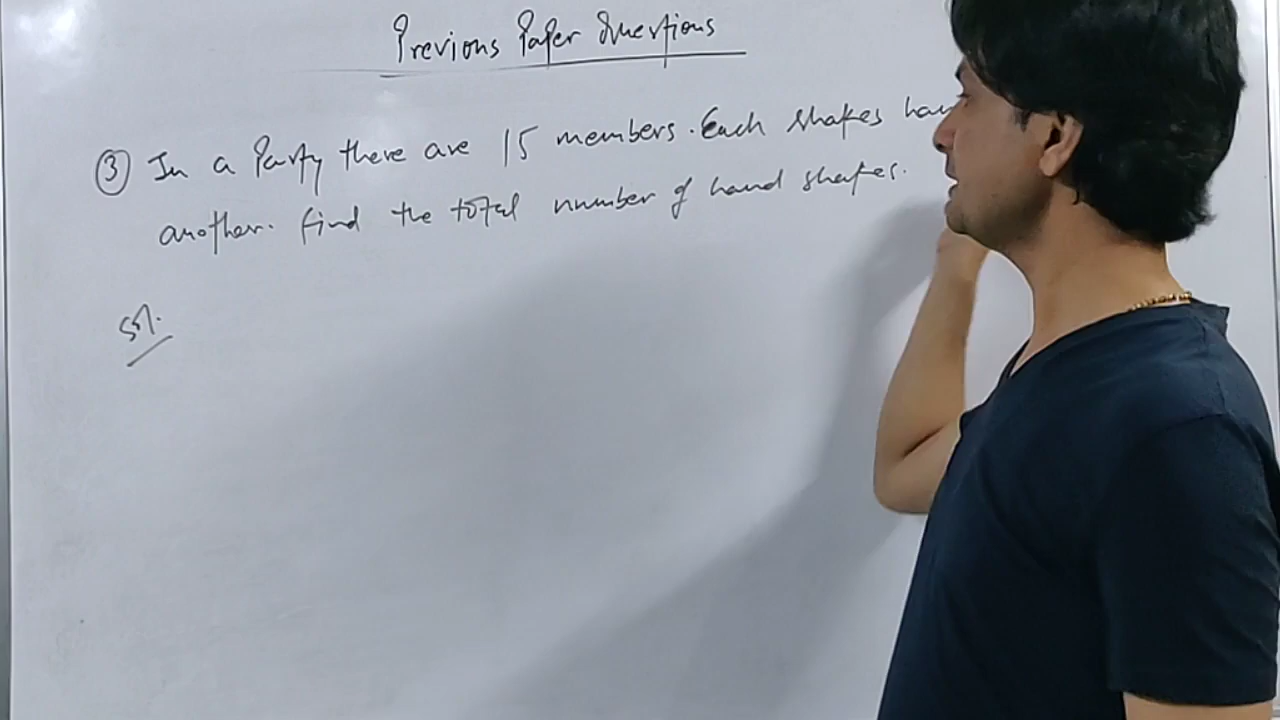 Previous Paper Questions
③ In a Party there are 15 members. Each shakes han
another. find the total number of hand shakes.
Sol.